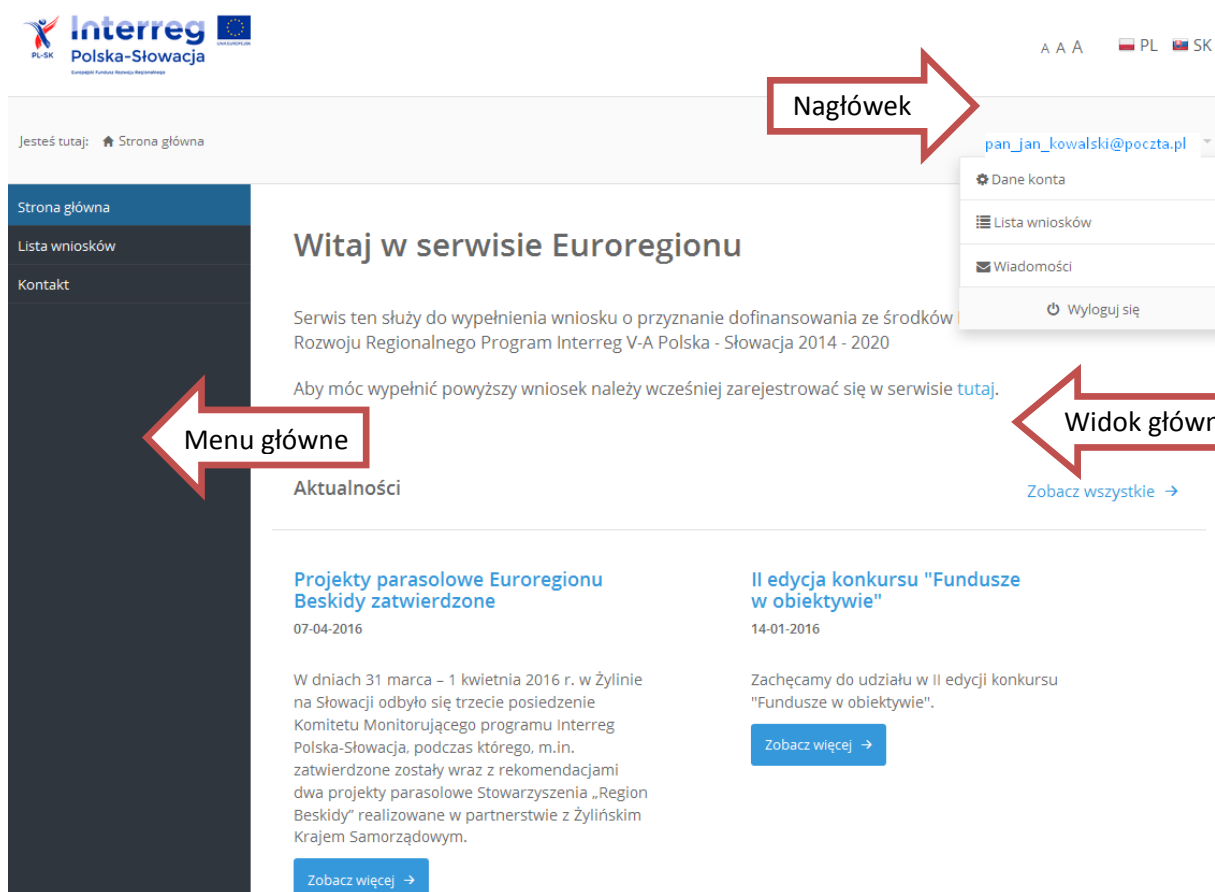 Interreg
PL-SK Polska-Słowacja
Europejski Fundusz Rozwoju Regionalnego
UNIA EUROPEJSKA
A A A PL SK
Nagłówek
Jesteś tutaj: Strona główna
pan_jan_kowalski@poczta.pl
Dane konta
Lista wniosków
Wiadomości
Wyloguj się
Strona główna
Lista wniosków
Kontakt
Witaj w serwisie Euroregionu
Serwis ten służy do wypełnienia wniosku o przyznanie dofinansowania ze środków
Rozwoju Regionalnego Program Interreg V-A Polska - Słowacja 2014 - 2020
Aby móc wypełnić powyższy wniosek należy wcześniej zarejestrować się w serwisie tutaj.
Menu główne
Widok główn
Aktualności
Zobacz wszystkie →
Projekty parasolowe Euroregionu
Beskidy zatwierdzone
07-04-2016
W dniach 31 marca – 1 kwietnia 2016 r. w Żylinie
na Słowacji odbyło się trzecie posiedzenie
Komitetu Monitorującego programu Interreg
Polska-Słowacja, podczas którego, m.in.
zatwierdzone zostały wraz z rekomendacjami
dwa projekty parasolowe Stowarzyszenia „Region
Beskidy” realizowane w partnerstwie z Żylińskim
Krajem Samorządowym.
Zobacz więcej →
II edycja konkursu "Fundusze
w obiektywie"
14-01-2016
Zachęcamy do udziału w II edycji konkursu
"Fundusze w obiektywie".
Zobacz więcej →